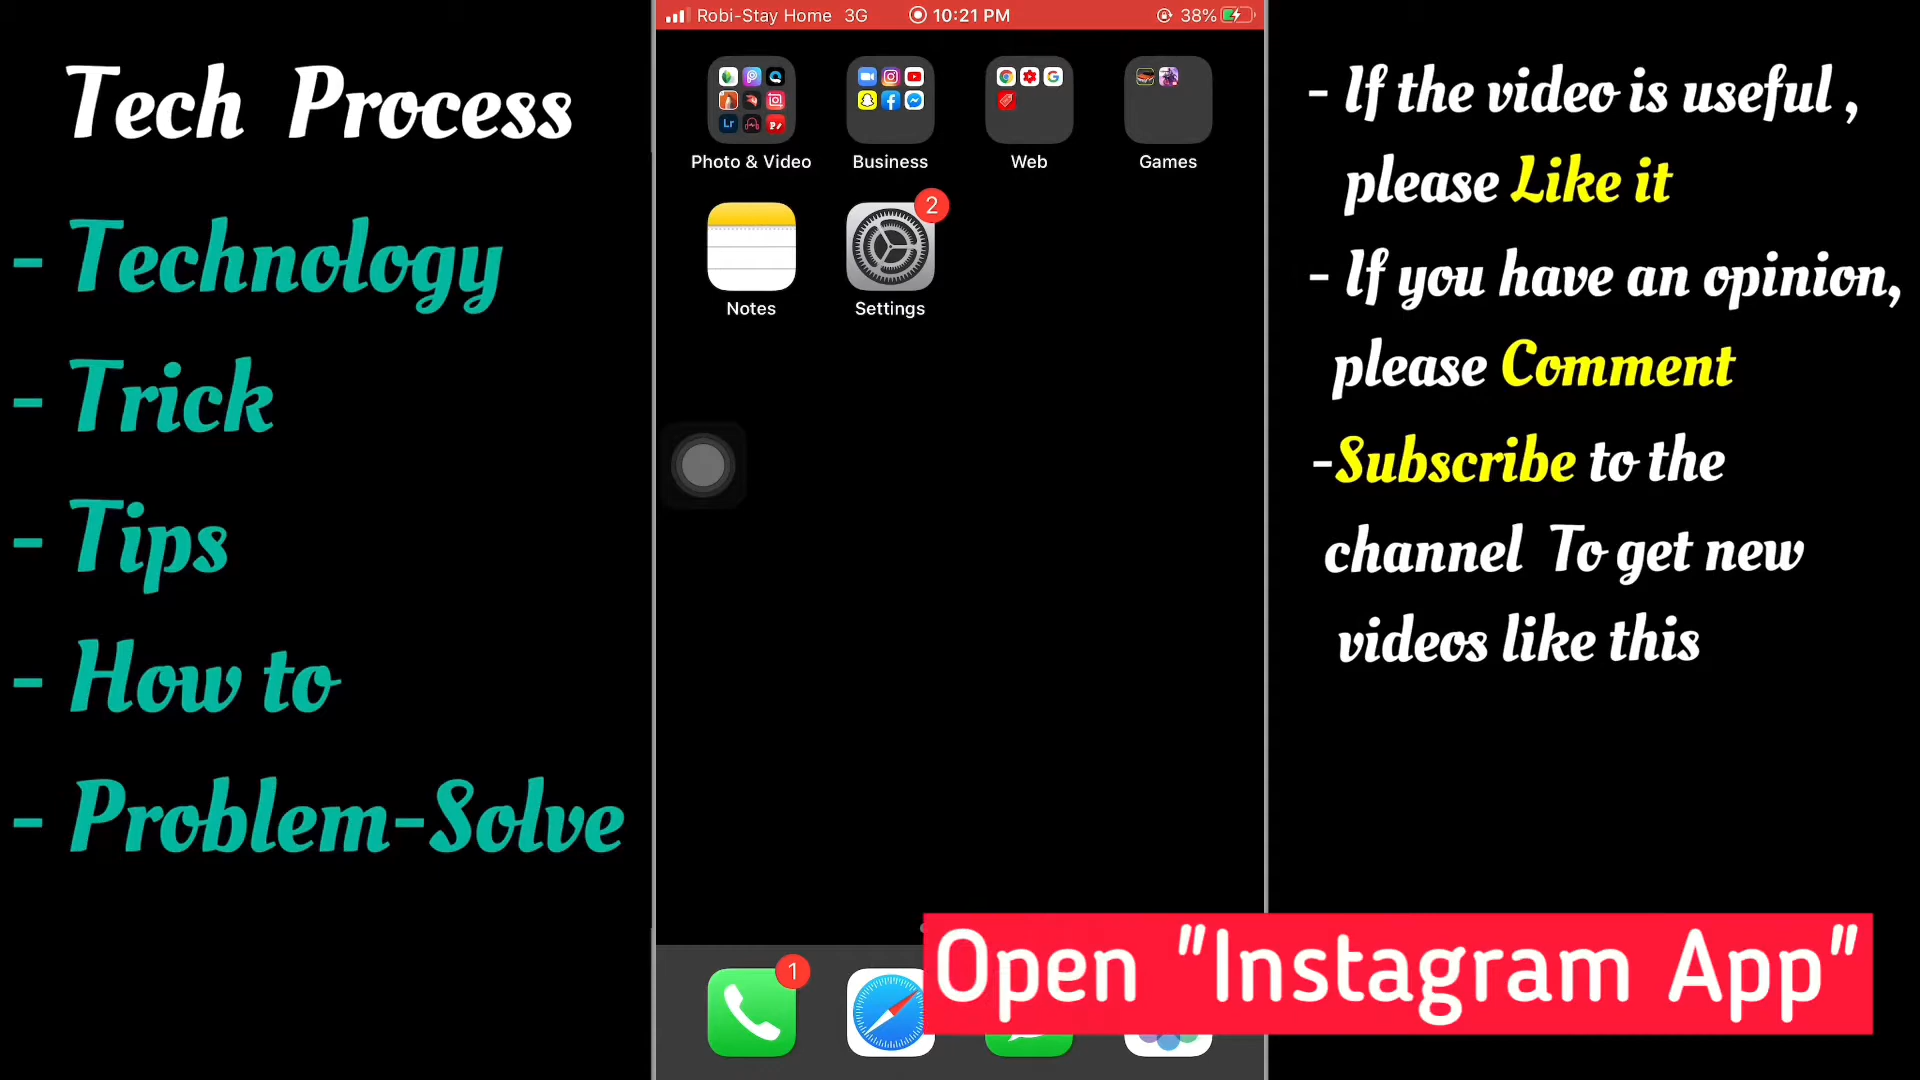 Tech Process
- Technology
- Trick
- Tips
- How to
- Problem-Solve
Robi-Stay Home 3G 10:21 PM 38%
Photo & Video
Business
Web
Games
2
Notes
Settings
Lr
1
- If the video is useful ,
please Like it
- If you have an opinion,
please Comment
-Subscribe to the
channel To get new
videos like this
Open "Instagram App"